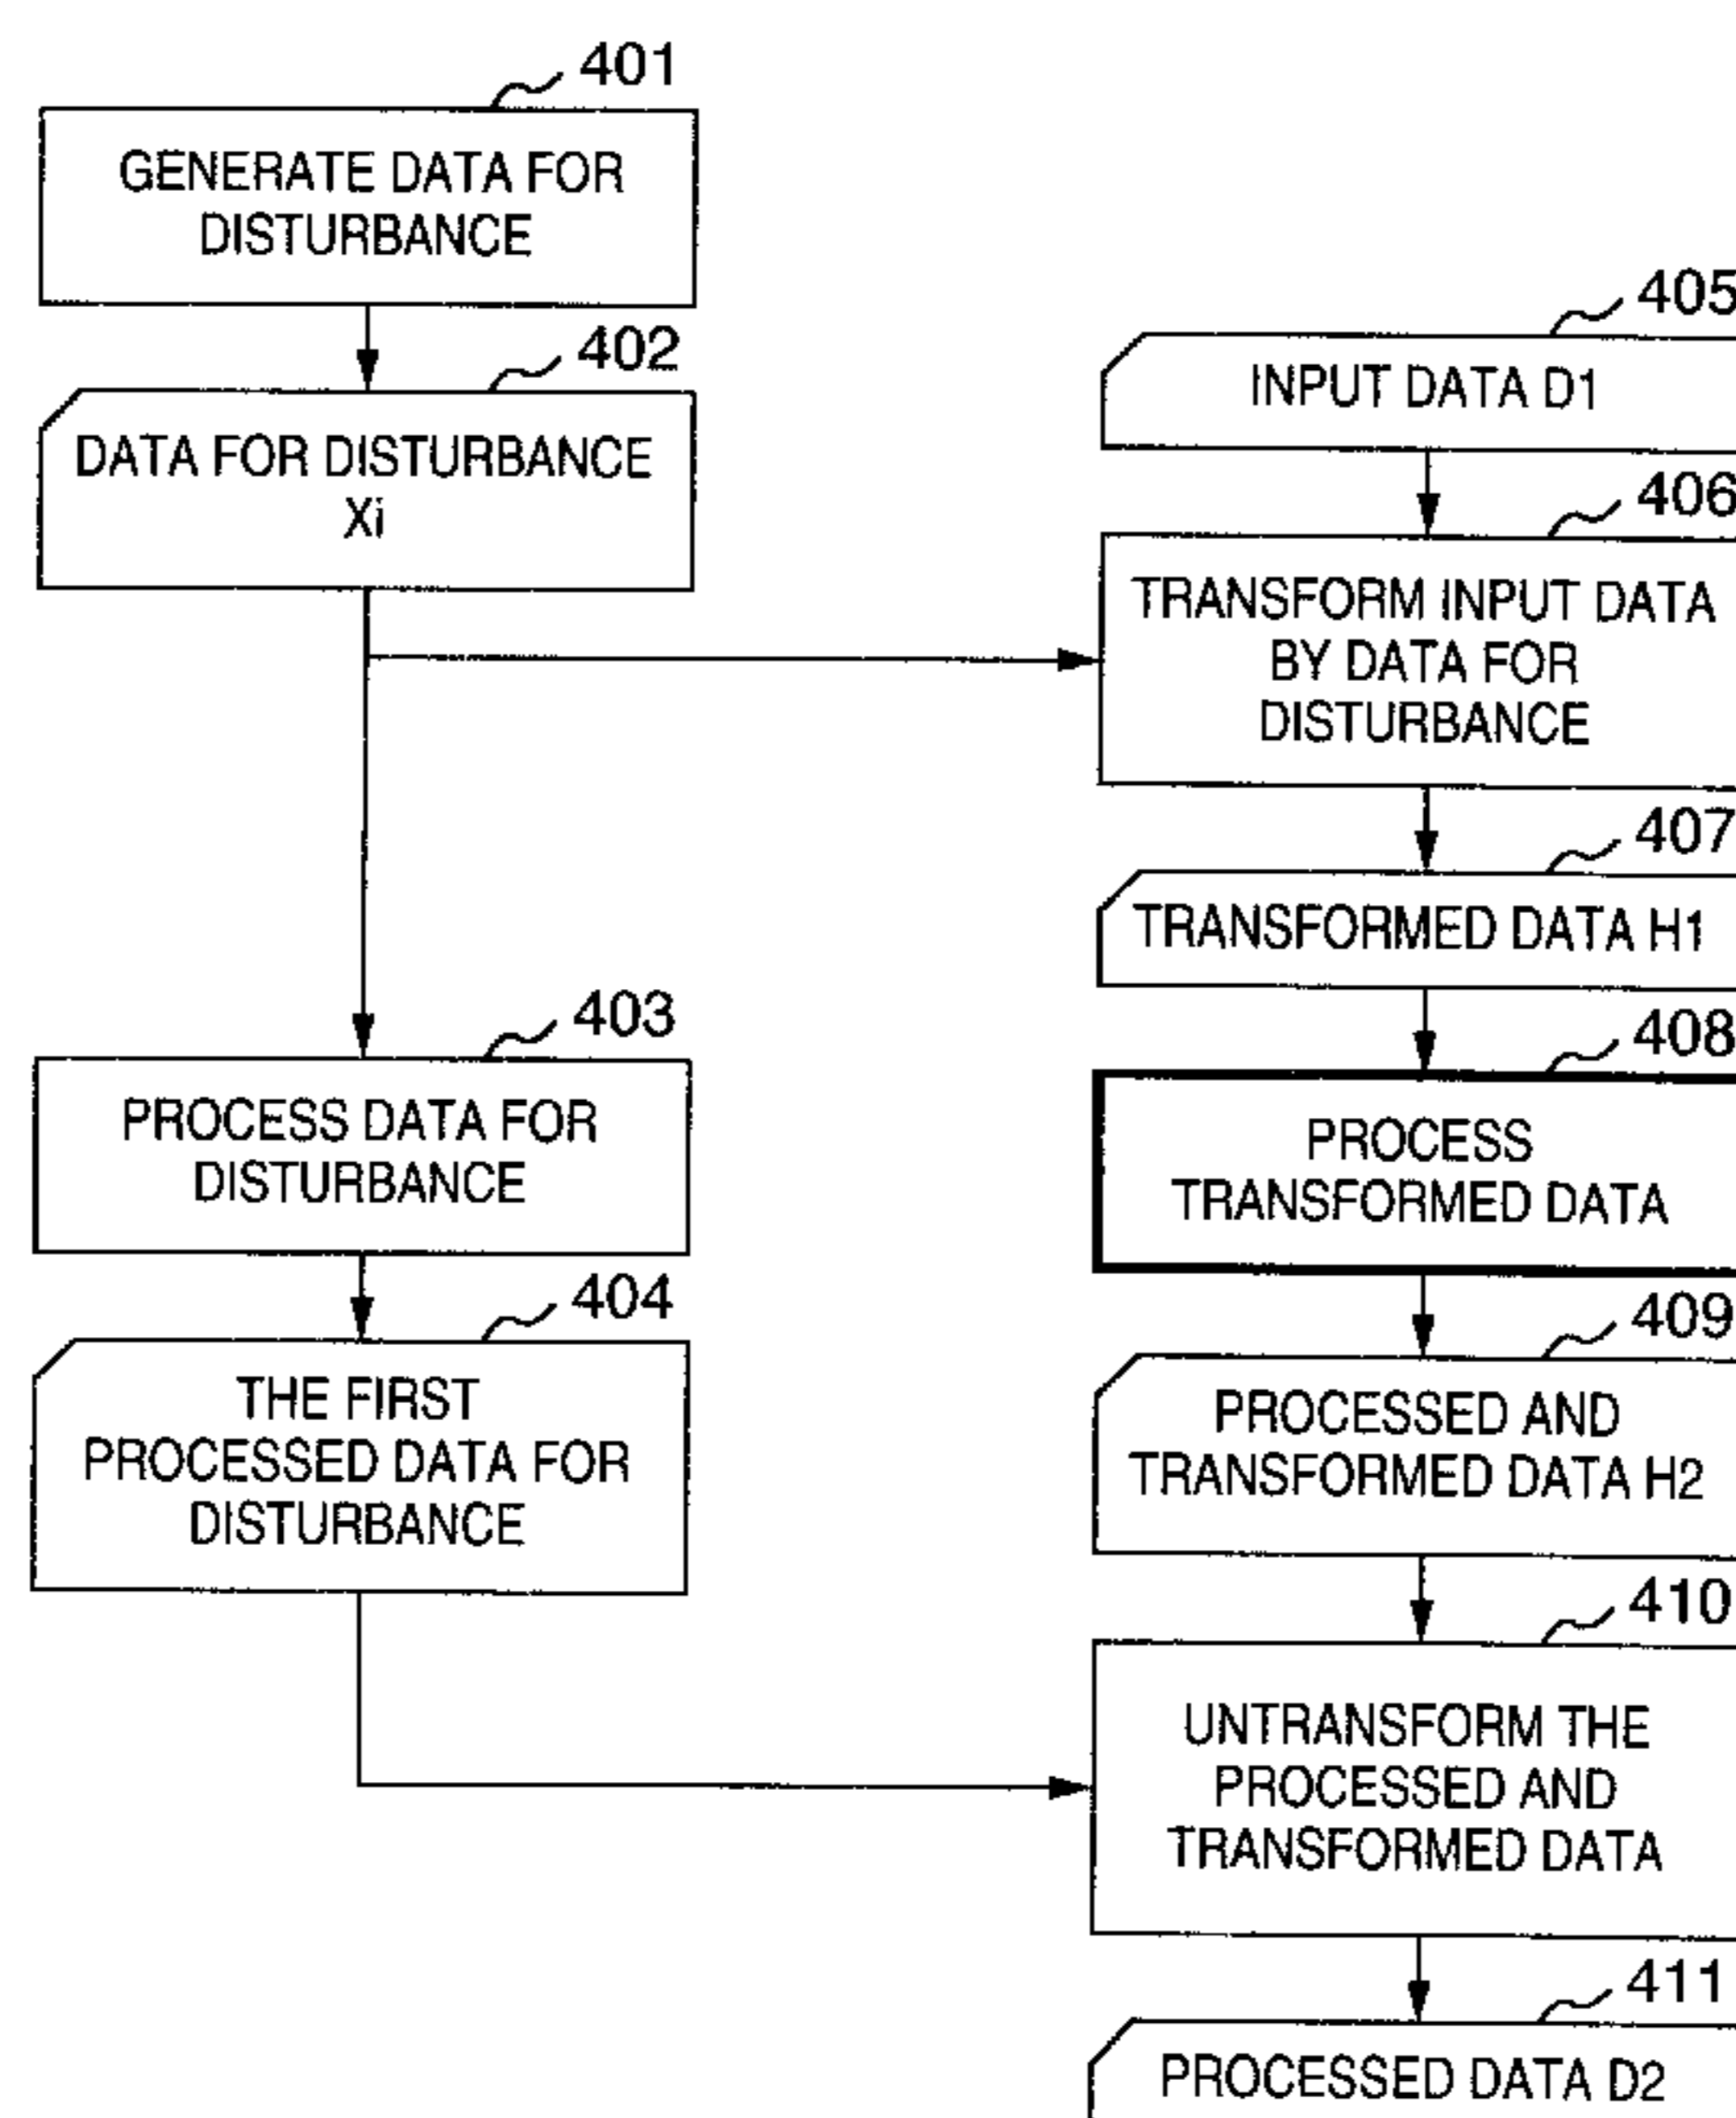 401
GENERATE DATA FOR
DISTURBANCE
402
DATA FOR DISTURBANCE
Xi
403
PROCESS DATA FOR
DISTURBANCE
404
THE FIRST
PROCESSED DATA FOR
DISTURBANCE
405
INPUT DATA D1
406
TRANSFORM INPUT DATA
BY DATA FOR
DISTURBANCE
407
TRANSFORMED DATA H1
408
PROCESS
TRANSFORMED DATA
409
PROCESSED AND
TRANSFORMED DATA H2
410
UNTRANSFORM THE
PROCESSED AND
TRANSFORMED DATA
411
PROCESSED DATA D2